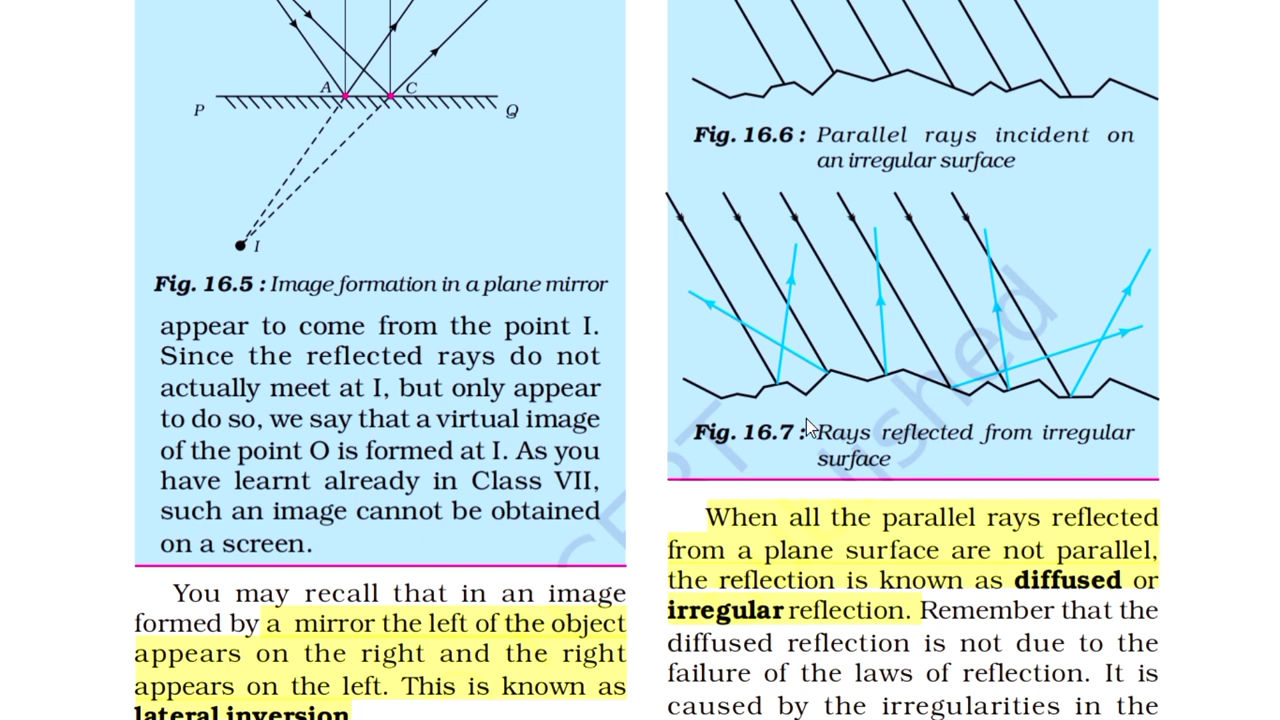 A
C
P
Q
I
Fig. 16.5 : Image formation in a plane mirror
appear to come from the point I.
Since the reflected rays do not
actually meet at I, but only appear
to do so, we say that a virtual image
of the point O is formed at I. As you
have learnt already in Class VII,
such an image cannot be obtained
on a screen.
You may recall that in an image
formed by a mirror the left of the object
appears on the right and the right
appears on the left. This is known as
lateral inversion
Fig. 16.6 : Parallel rays incident on
an irregular surface
Fig. 16.7 : Rays reflected from irregular
surface
When all the parallel rays reflected
from a plane surface are not parallel,
the reflection is known as diffused or
irregular reflection. Remember that the
diffused reflection is not due to the
failure of the laws of reflection. It is
caused by the irregularities in the